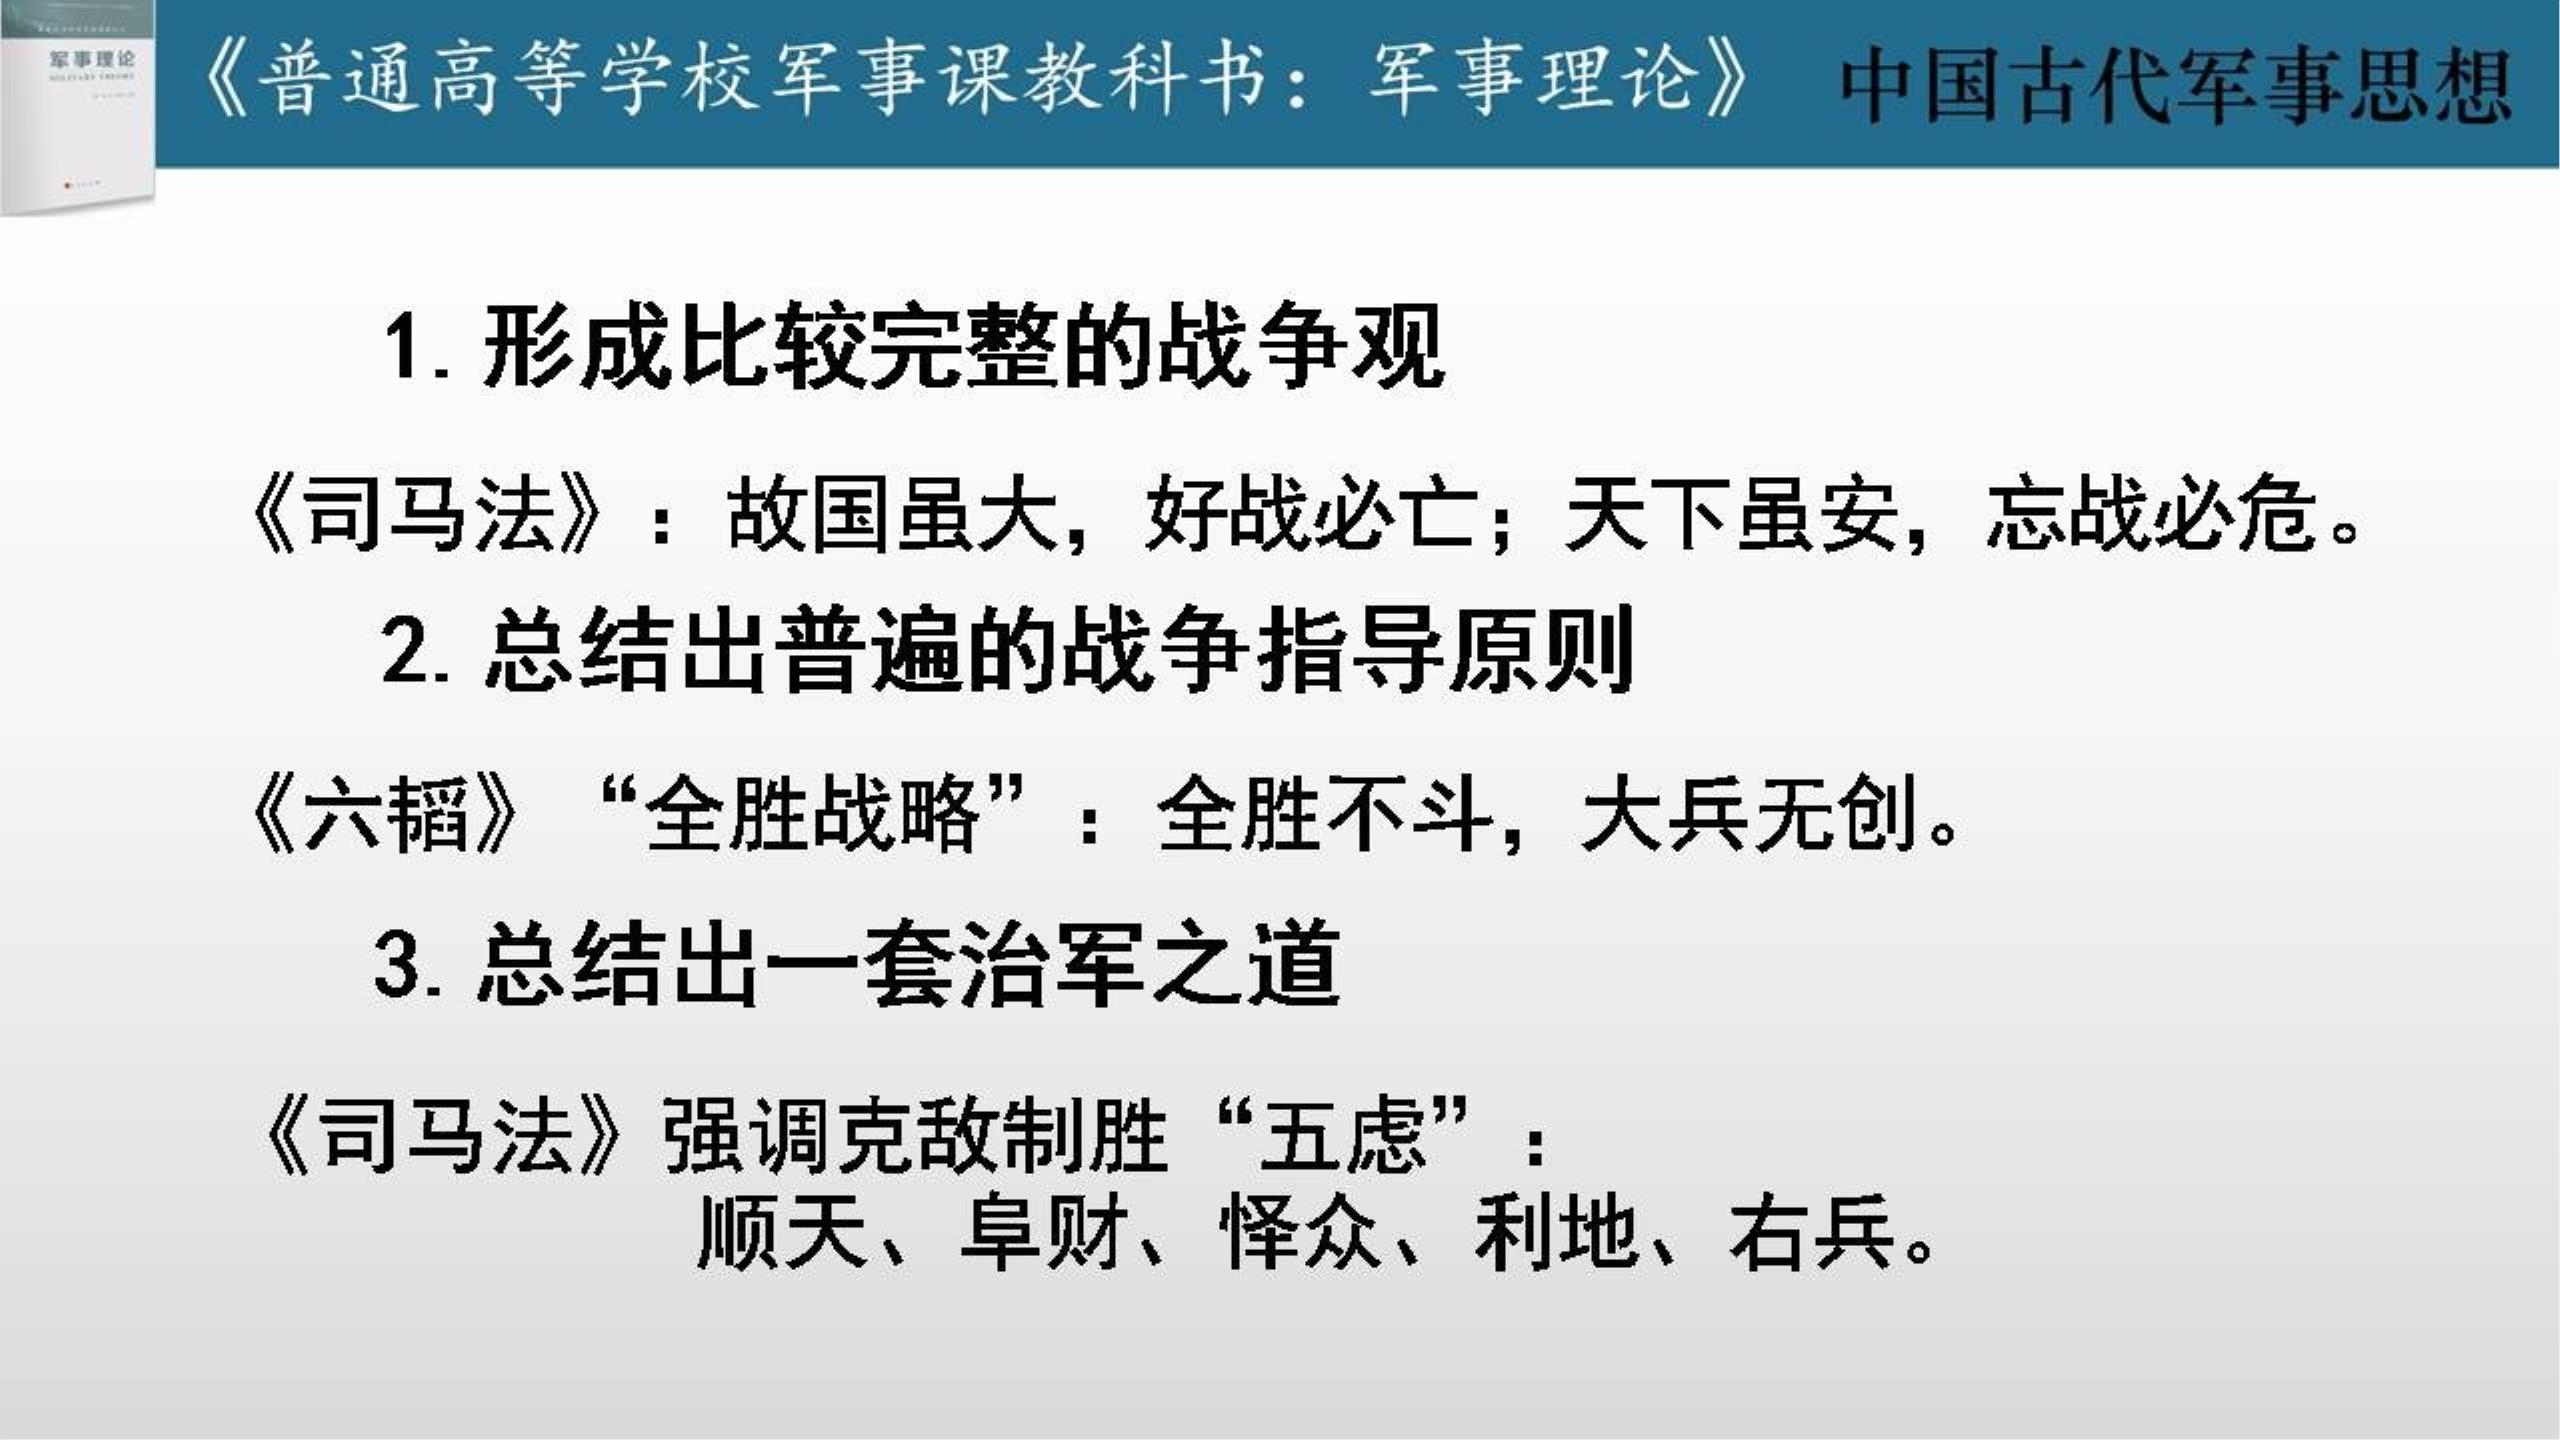 军事理论
MILITARY THEORY
《普通高等学校军事课教科书：军事理论》 中国古代军事思想
1.形成比较完整的战争观
《司马法》：故国虽大，好战必亡；天下虽安，忘战必危。
2.总结出普遍的战争指导原则
《六韬》“全胜战略”：全胜不斗，大兵无创。
3.总结出一套治军之道
《司马法》强调克敌制胜“五虑”：
顺天、阜财、怿众、利地、右兵。